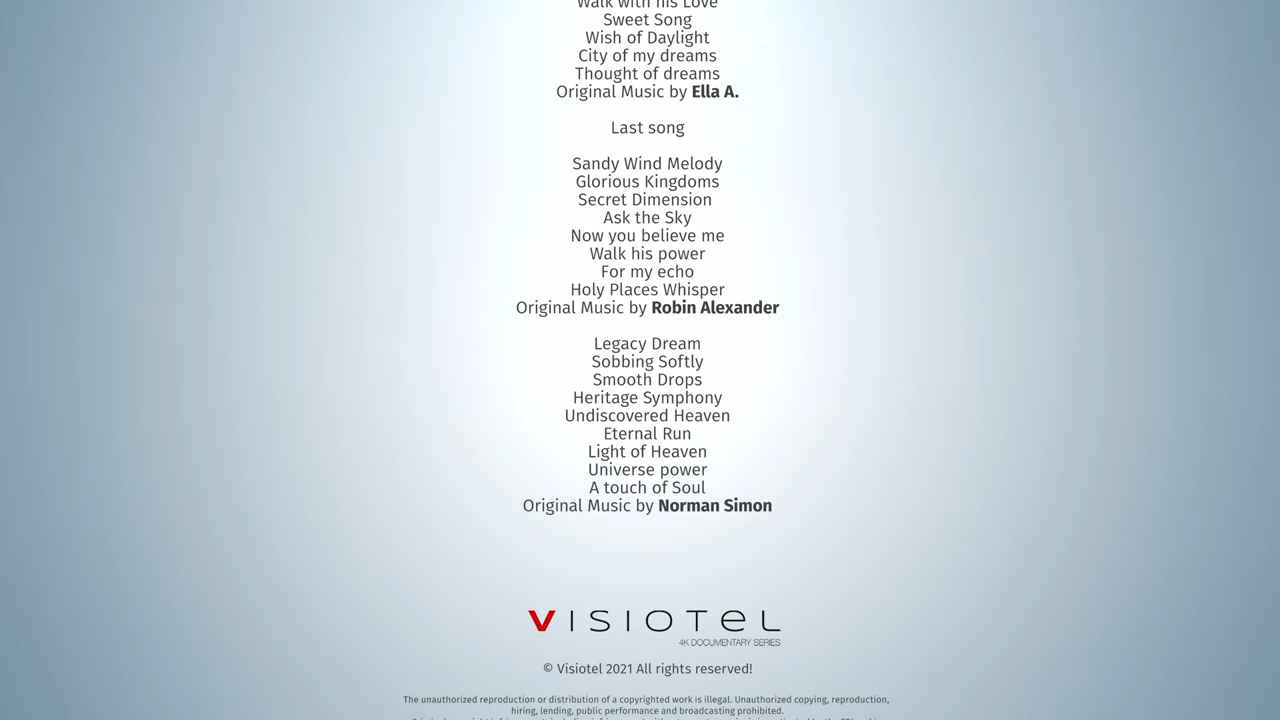 Walk with his Love
Sweet Song
Wish of Daylight
City of my dreams
Thought of dreams
Original Music by Ella A.
Last song
Sandy Wind Melody
Glorious Kingdoms
Secret Dimension
Ask the Sky
Now you believe me
Walk his power
For my echo
Holy Places Whisper
Original Music by Robin Alexander
Legacy Dream
Sobbing Softly
Smooth Drops
Heritage Symphony
Undiscovered Heaven
Eternal Run
Light of Heaven
Universe power
A touch of Soul
Original Music by Norman Simon
VISIOTEL
4K DOCUMENTARY SERIES
© Visiotel 2021 All rights reserved!
The unauthorized reproduction or distribution of a copyrighted work is illegal. Unauthorized copying, reproduction,
hiring, lending, public performance and broadcasting prohibited.